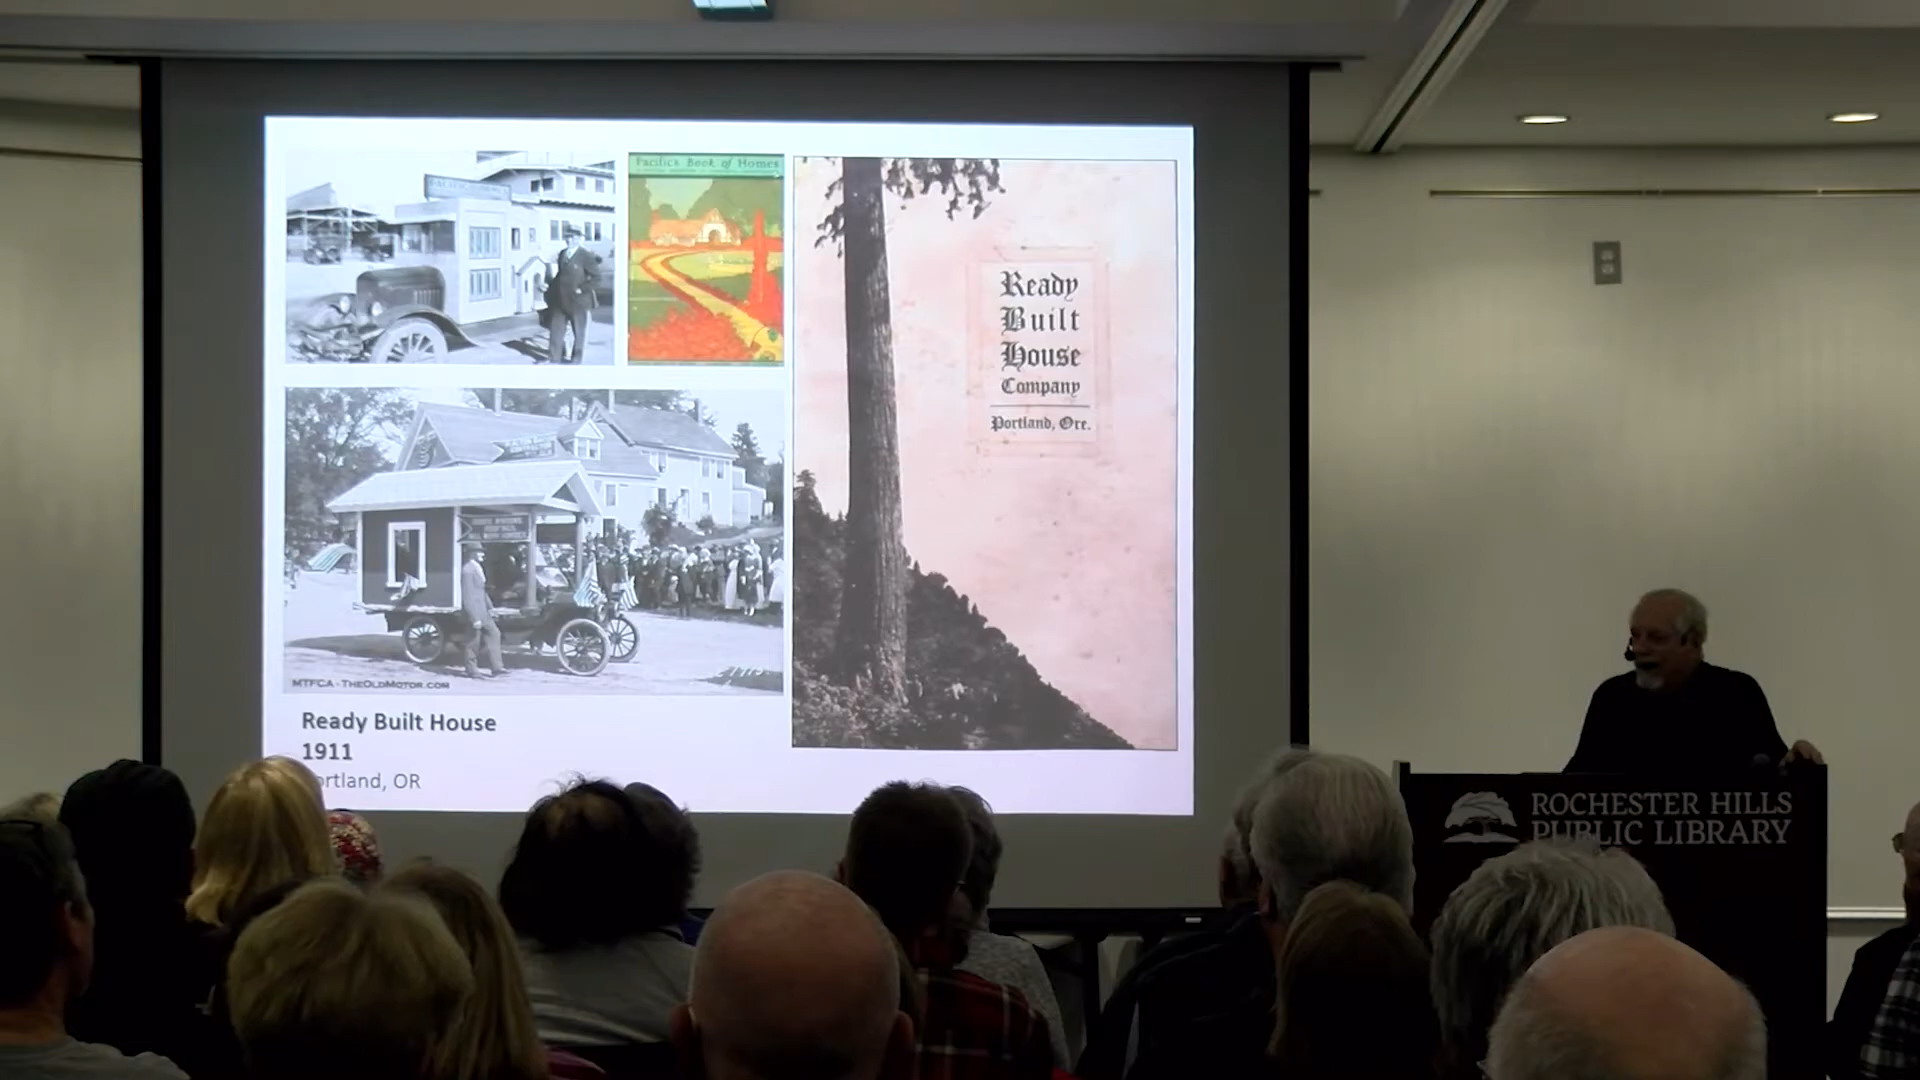 Pacific's Book of Homes
Ready
Built
House
Company
Portland, Ore.
MTFCA - TheOldMotor.com
Ready Built House
1911
ortland, OR
ROCHESTER HILLS
PUBLIC LIBRARY